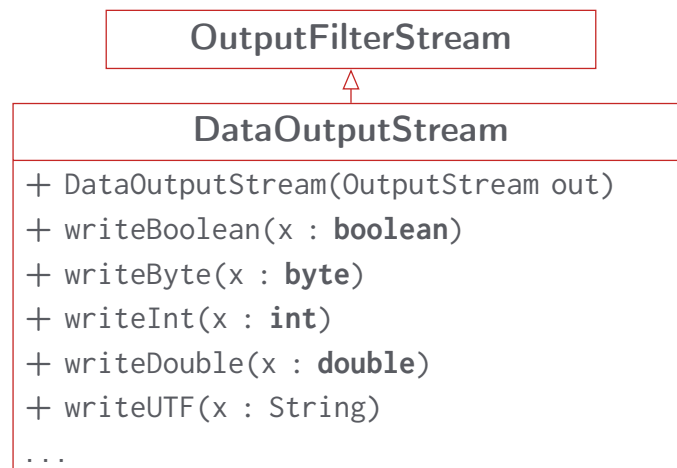 OutputFilterStream
DataOutputStream
+ DataOutputStream(OutputStream out)
+ writeBoolean(x : boolean)
+ writeByte(x : byte)
+ writeInt(x : int)
+ writeDouble(x : double)
+ writeUTF(x : String)
...